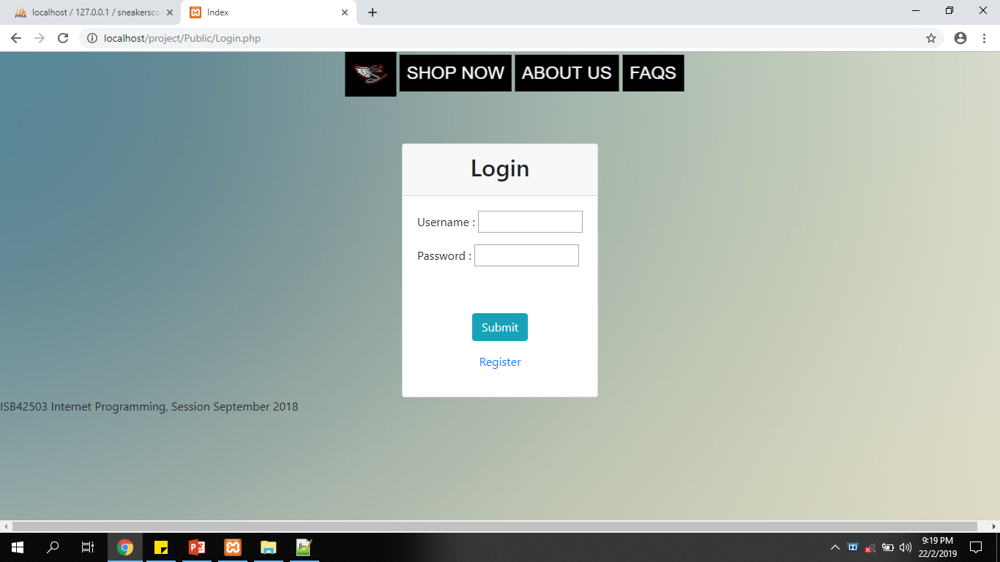 localhost / 127.0.0.1 / sneakersco
Index
localhost/project/Public/Login.php
SHOP NOW ABOUT US FAQS
Login
Username :
Password :
Submit
Register
ISB42503 Internet Programming, Session September 2018
9:19 PM
22/2/2019